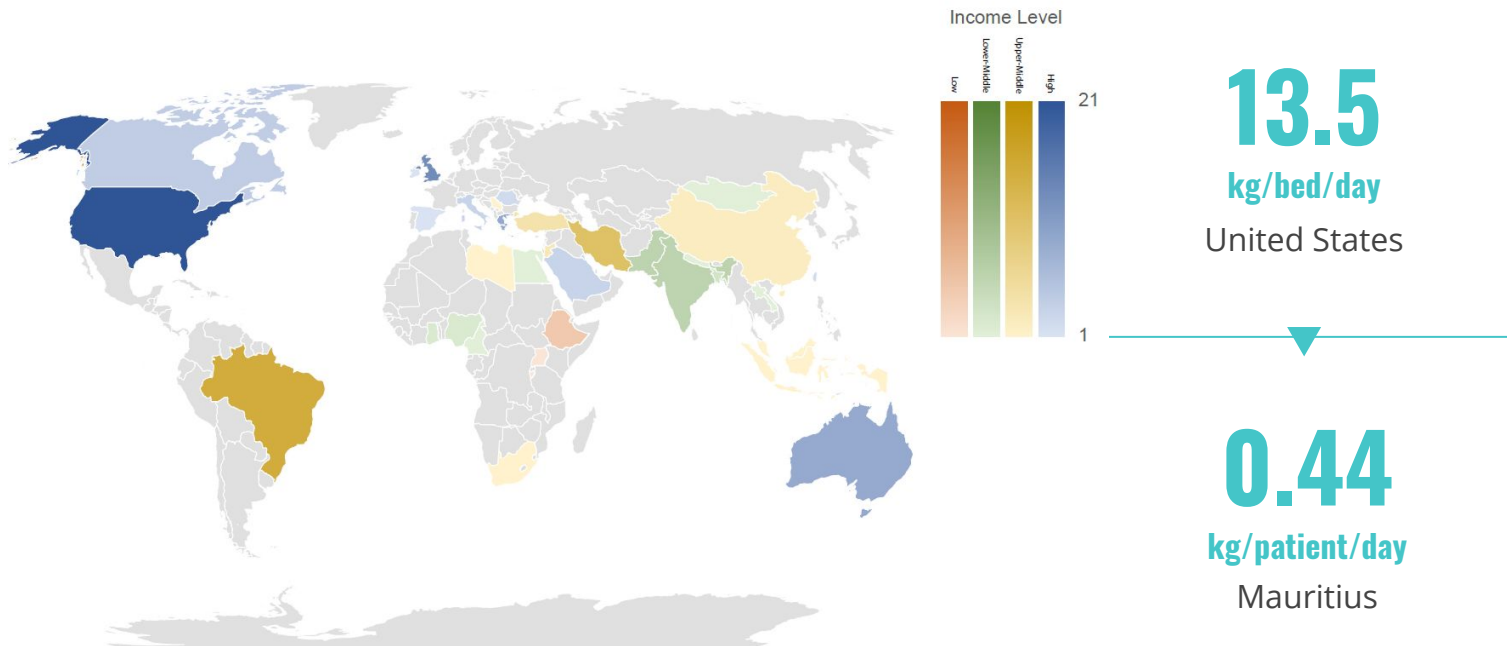 Income Level
Low
Lower-Middle
Upper-Middle
High
21
1
13.5
kg/bed/day
United States
0.44
kg/patient/day
Mauritius